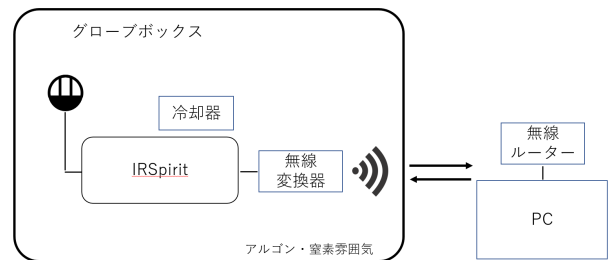 グローブボックス
冷却器
IRSpirit
無線
変換器
アルゴン・窒素雰囲気
無線
ルーター
PC